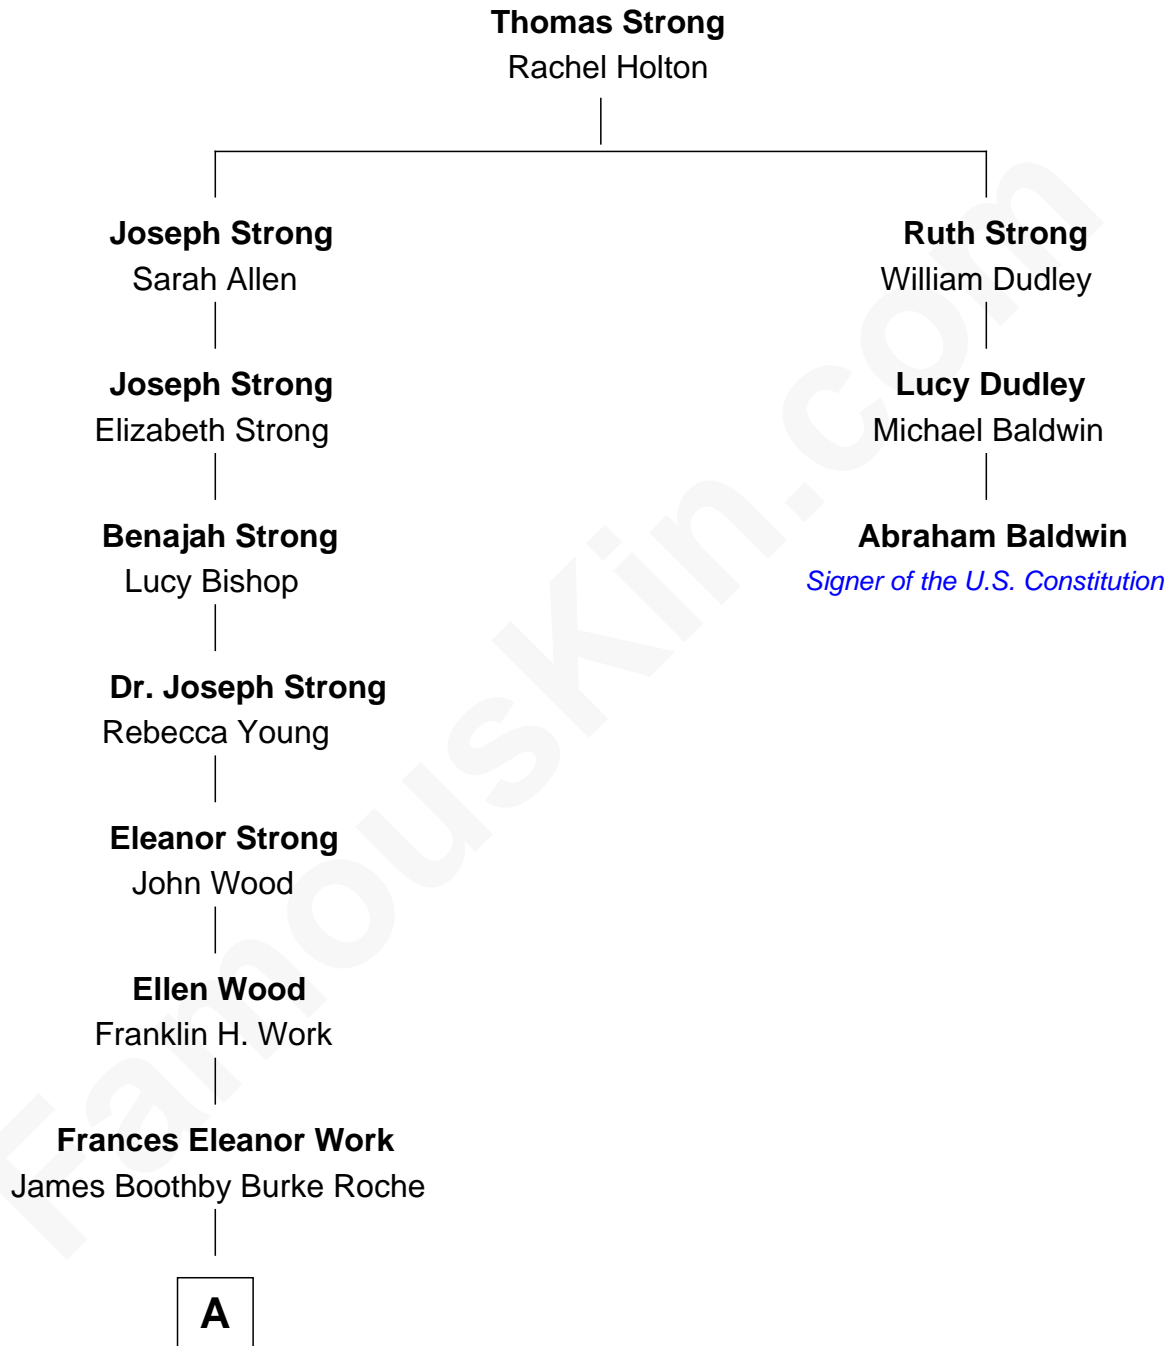 Thomas Strong
Rachel Holton
Joseph Strong
Sarah Allen
Ruth Strong
William Dudley
Joseph Strong
Elizabeth Strong
Lucy Dudley
Michael Baldwin
Benajah Strong
Lucy Bishop
Abraham Baldwin
Signer of the U.S. Constitution
Dr. Joseph Strong
Rebecca Young
Eleanor Strong
John Wood
Ellen Wood
Franklin H. Work
Frances Eleanor Work
James Boothby Burke Roche
A
FamousKin.com